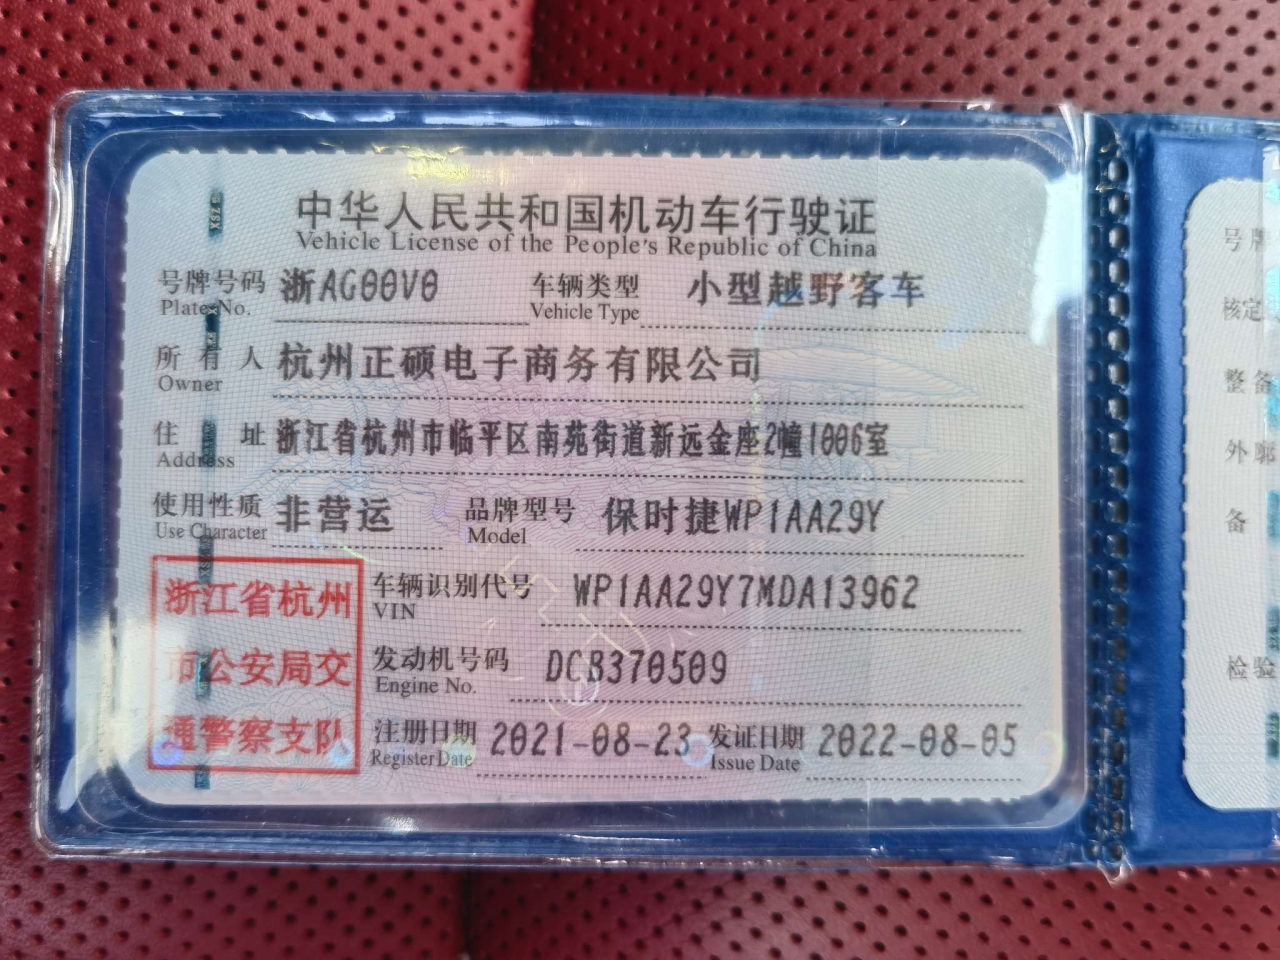 中华人民共和国机动车行驶证
Vehicle License of the People's Republic of China
号牌号码 浙AG00V0 车辆类型 小型越野客车
Plate No. Vehicle Type
所有人 杭州正硕电子商务有限公司
Owner
住址 浙江省杭州市临平区南苑街道新远金座2幢1006室
Address
使用性质 非营运 品牌型号 保时捷WP1AA29Y
Use Character Model
浙江省杭州
市公安局交
通警察支队
车辆识别代号 WP1AA29Y7MDA13962
VIN
发动机号码 DCB370509
Engine No.
注册日期 2021-08-23 发证日期 2022-08-05
Register Date Issue Date
号牌
核定
整备
外廓
备
检验